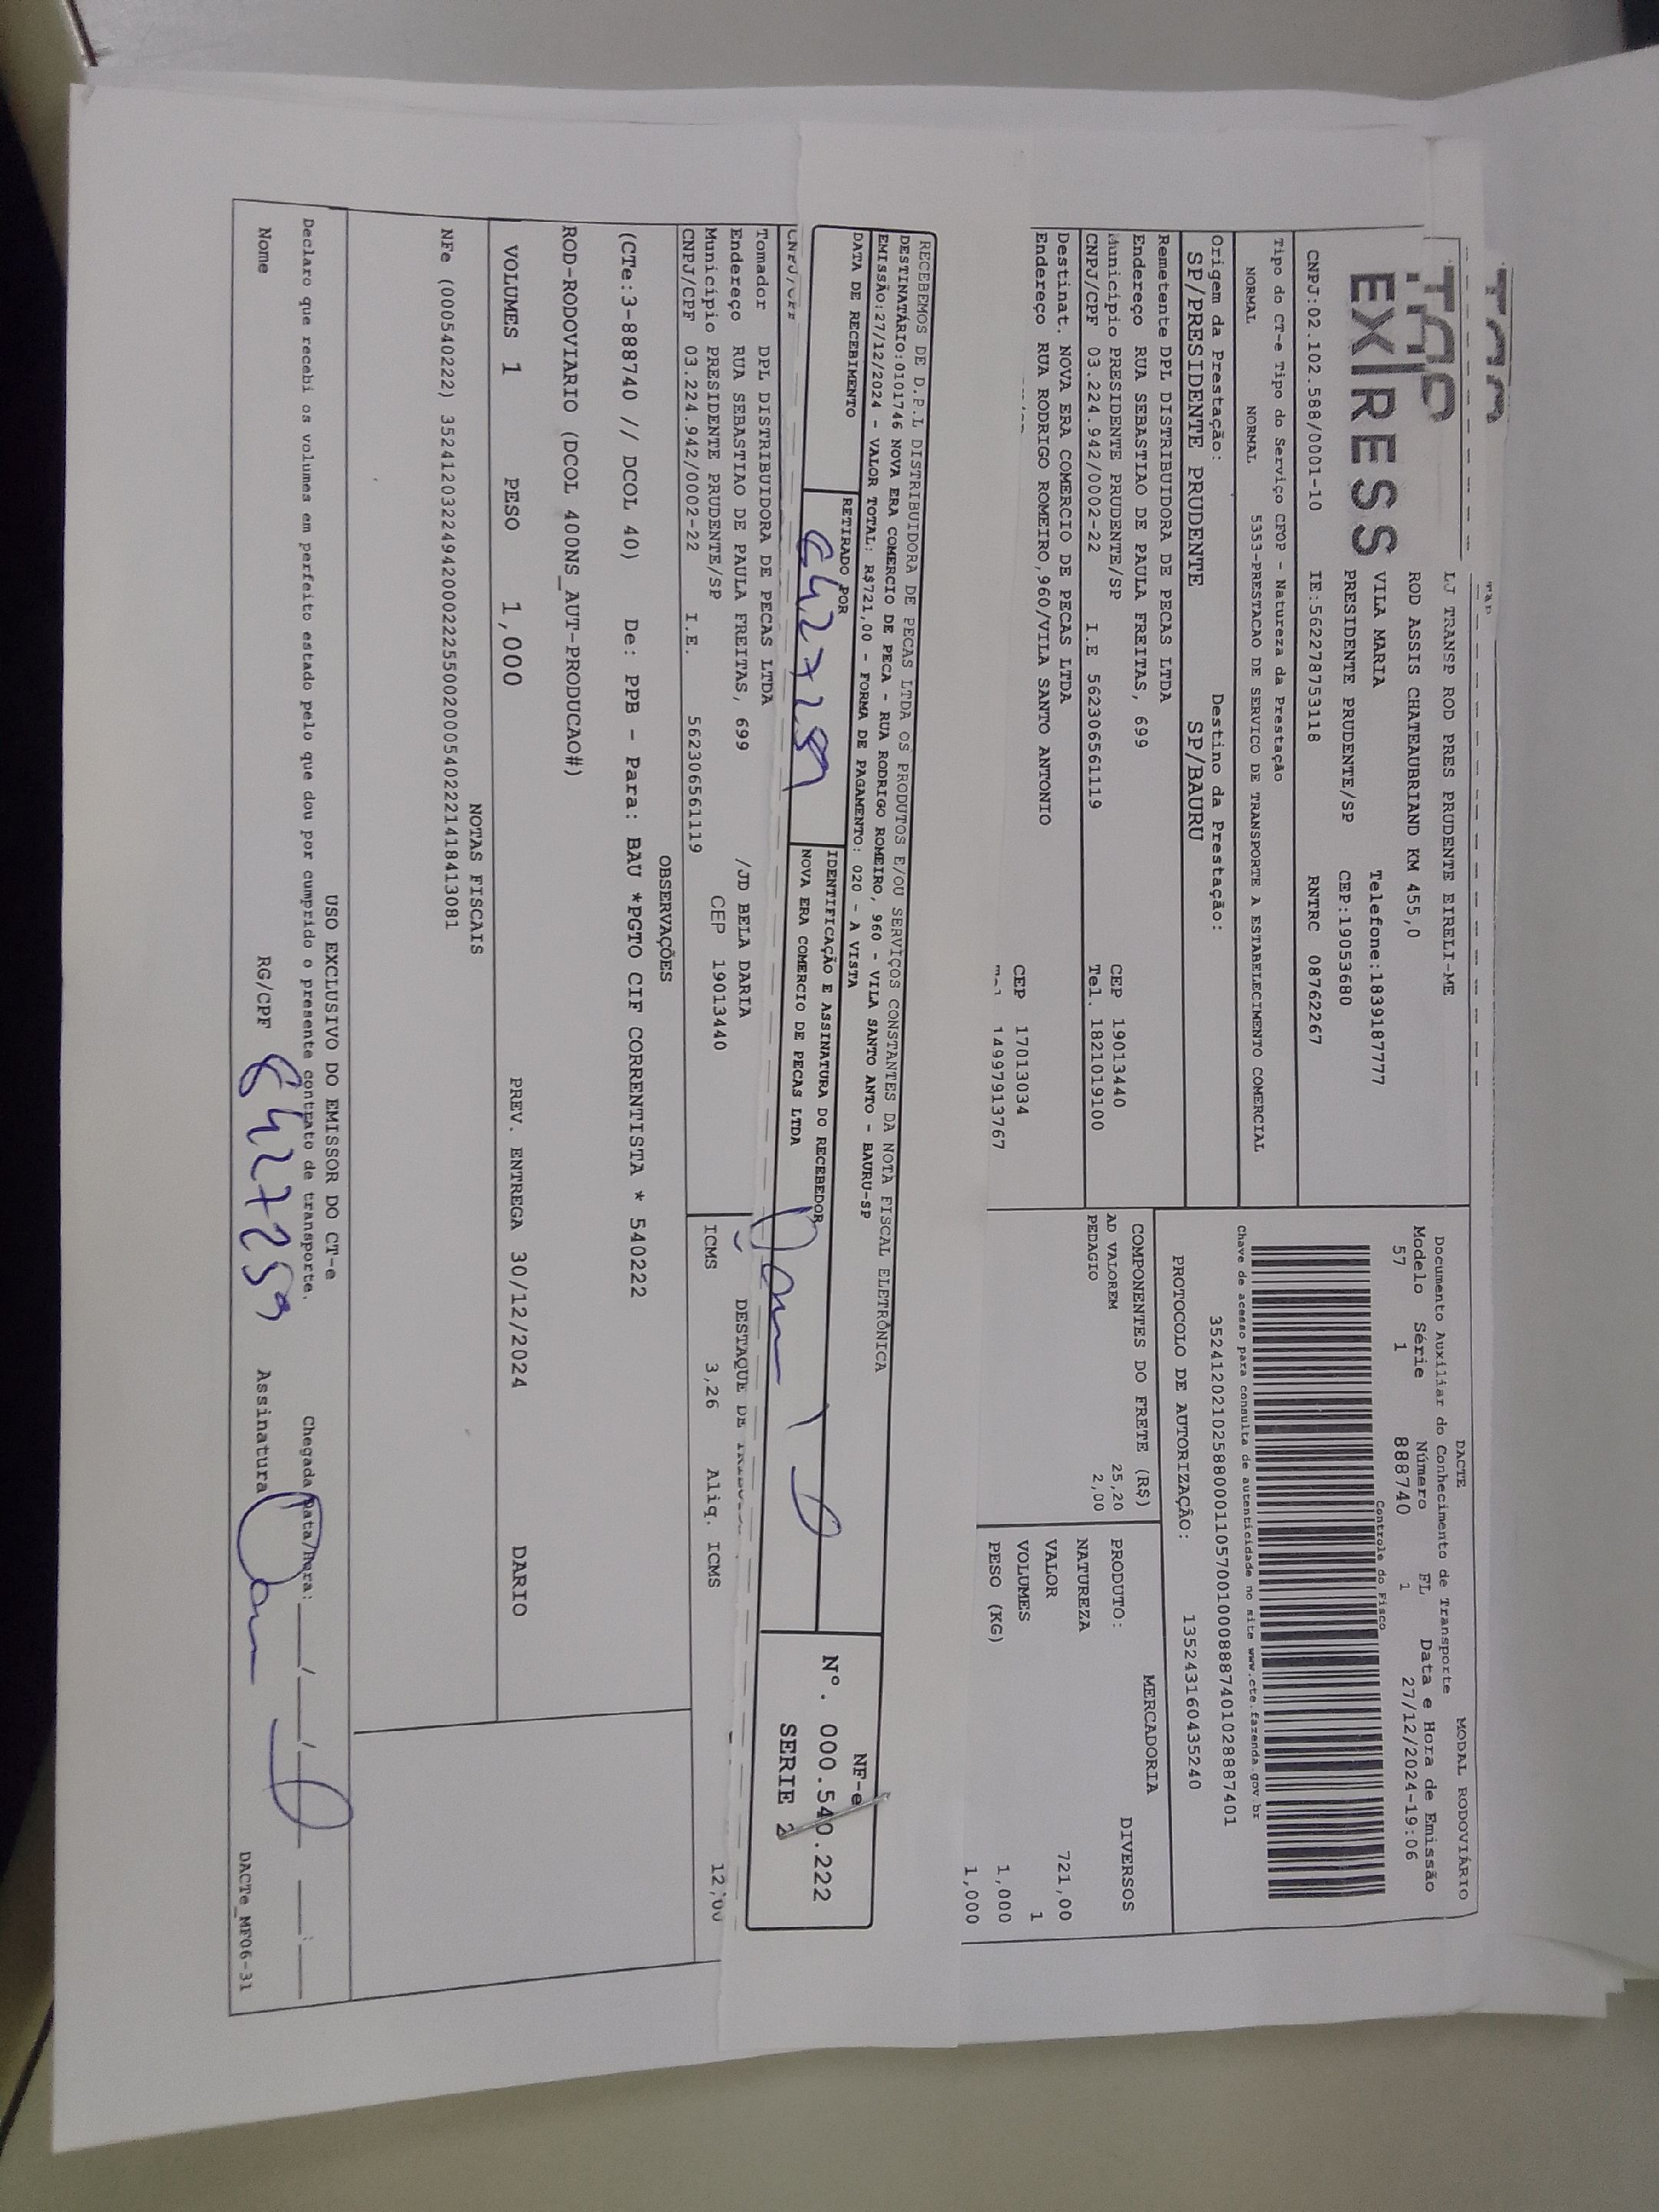 EXPRESS
LJ TRANSP ROD PRES PRUDENTE EIRELI-ME
ROD ASSIS CHATEAUBRIAND KM 455,0
VILA MARIA Telefone:1839187777
PRESIDENTE PRUDENTE/SP CEP:19053680
CNPJ:02.102.588/0001-10 IE:562278753118 RNTRC 08762267
DACTE MODAL RODOVIÁRIO
Documento Auxiliar do Conhecimento de Transporte
Modelo Série Número FL Data e Hora de Emissão
57 1 888740 1 27/12/2024-19:06
Controle do Fisco
Chave de acesso para consulta de autenticidade no site www.cte.fazenda.gov.br
35241202102588000110570010008887401028887401
PROTOCOLO DE AUTORIZAÇÃO: 135243160435240
Tipo do CT-e Tipo do Serviço CFOP - Natureza da Prestação
NORMAL NORMAL 5353-PRESTACAO DE SERVICO DE TRANSPORTE A ESTABELECIMENTO COMERCIAL
Origem da Prestação: Destino da Prestação:
SP/PRESIDENTE PRUDENTE SP/BAURU
Remetente DPL DISTRIBUIDORA DE PECAS LTDA
Endereço RUA SEBASTIAO DE PAULA FREITAS, 699
Município PRESIDENTE PRUDENTE/SP CEP 19013440
CNPJ/CPF 03.224.942/0002-22 I.E 562306561119 Tel. 1821019100
Destinat. NOVA ERA COMERCIO DE PECAS LTDA
Endereço RUA RODRIGO ROMEIRO,960/VILA SANTO ANTONIO
CEP 17013034
Tel 14997913767
COMPONENTES DO FRETE (R$)
AD VALOREM 25,20
PEDAGIO 2,00
MERCADORIA
PRODUTO: DIVERSOS
NATUREZA
VALOR 721,00
VOLUMES 1
PESO (KG) 1,000
1,000
RECEBEMOS DE D.P.L DISTRIBUIDORA DE PECAS LTDA OS PRODUTOS E/OU SERVIÇOS CONSTANTES DA NOTA FISCAL ELETRÔNICA
DESTINATÁRIO:0101746 NOVA ERA COMERCIO DE PECA - RUA RODRIGO ROMEIRO, 960 - VILA SANTO ANTO - BAURU-SP
EMISSÃO:27/12/2024 - VALOR TOTAL: R$721,00 - FORMA DE PAGAMENTO: 020 - A VISTA
DATA DE RECEBIMENTO RETIRADO POR IDENTIFICAÇÃO E ASSINATURA DO RECEBEDOR
NOVA ERA COMERCIO DE PECAS LTDA
NF-e
Nº. 000.540.222
SERIE 2
CNPJ/CPF
Tomador DPL DISTRIBUIDORA DE PECAS LTDA
Endereço RUA SEBASTIAO DE PAULA FREITAS, 699 /JD BELA DARIA
Município PRESIDENTE PRUDENTE/SP CEP 19013440
CNPJ/CPF 03.224.942/0002-22 I.E. 562306561119
DESTAQUE DE
ICMS 3,26 Aliq. ICMS 12,00
OBSERVAÇÕES
(CTe:3-888740 // DCOL 40) De: PPB - Para: BAU *PGTO CIF CORRENTISTA * 540222
ROD-RODOVIARIO (DCOL 400NS_AUT-PRODUCAO#)
VOLUMES 1 PESO 1,000 PREV. ENTREGA 30/12/2024 DARIO
NOTAS FISCAIS
NFe (000540222) 35241203224942000222550020005402221418413081
USO EXCLUSIVO DO EMISSOR DO CT-e
Declaro que recebi os volumes em perfeito estado pelo que dou por cumprido o presente contrato de transporte. Chegada Data/Hora: ___/___/___ ___:___
Nome RG/CPF Assinatura
DACTe_MF06-31